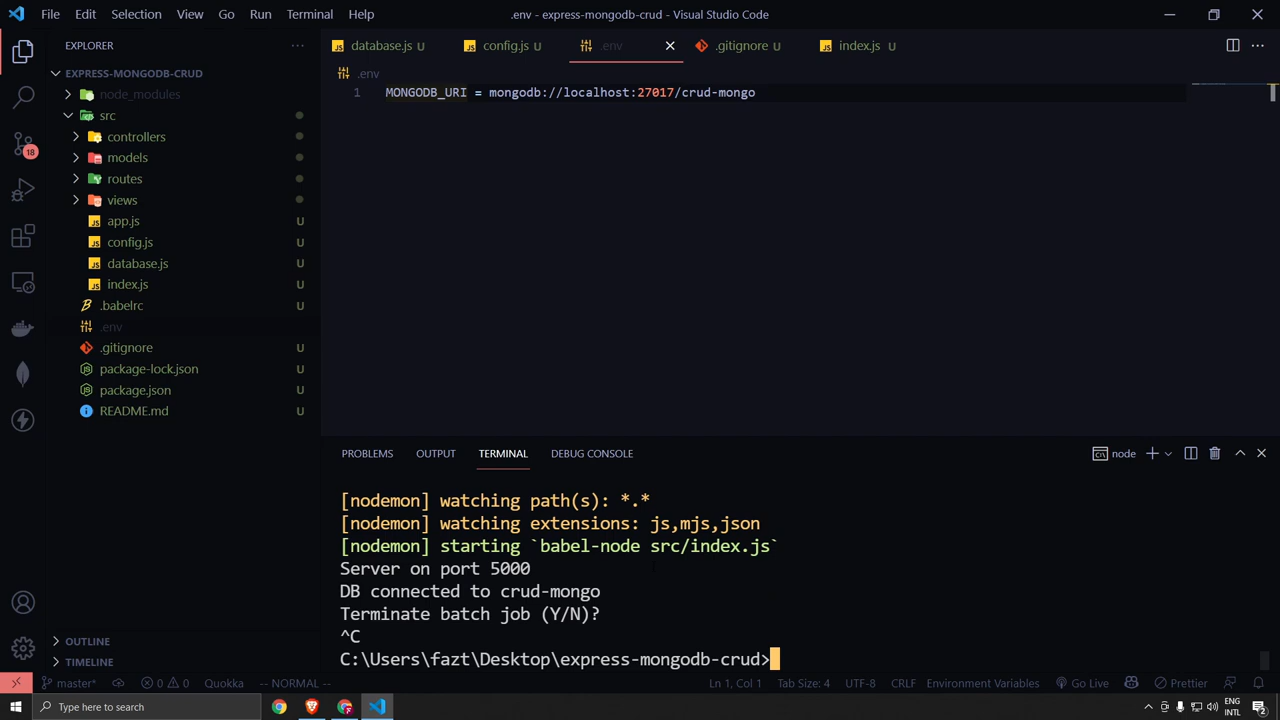 File Edit Selection View Go Run Terminal Help
.env - express-mongodb-crud - Visual Studio Code
EXPLORER
database.js U
config.js U
.env
.gitignore U
index.js U
EXPRESS-MONGODB-CRUD
.env
node_modules
1 MONGODB_URI = mongodb://localhost:27017/crud-mongo
src
controllers
18
models
routes
views
app.js U
config.js U
database.js U
index.js U
.babelrc U
.env
.gitignore U
package-lock.json U
package.json U
README.md U
PROBLEMS OUTPUT TERMINAL DEBUG CONSOLE
node
[nodemon] watching path(s): *.*
[nodemon] watching extensions: js,mjs,json
[nodemon] starting `babel-node src/index.js`
Server on port 5000
DB connected to crud-mongo
Terminate batch job (Y/N)?
^C
C:\Users\fazt\Desktop\express-mongodb-crud>
OUTLINE
TIMELINE
master* 0 0 Quokka -- NORMAL -- Ln 1, Col 1 Tab Size: 4 UTF-8 CRLF Environment Variables Go Live Prettier
Type here to search
ENG
INTL